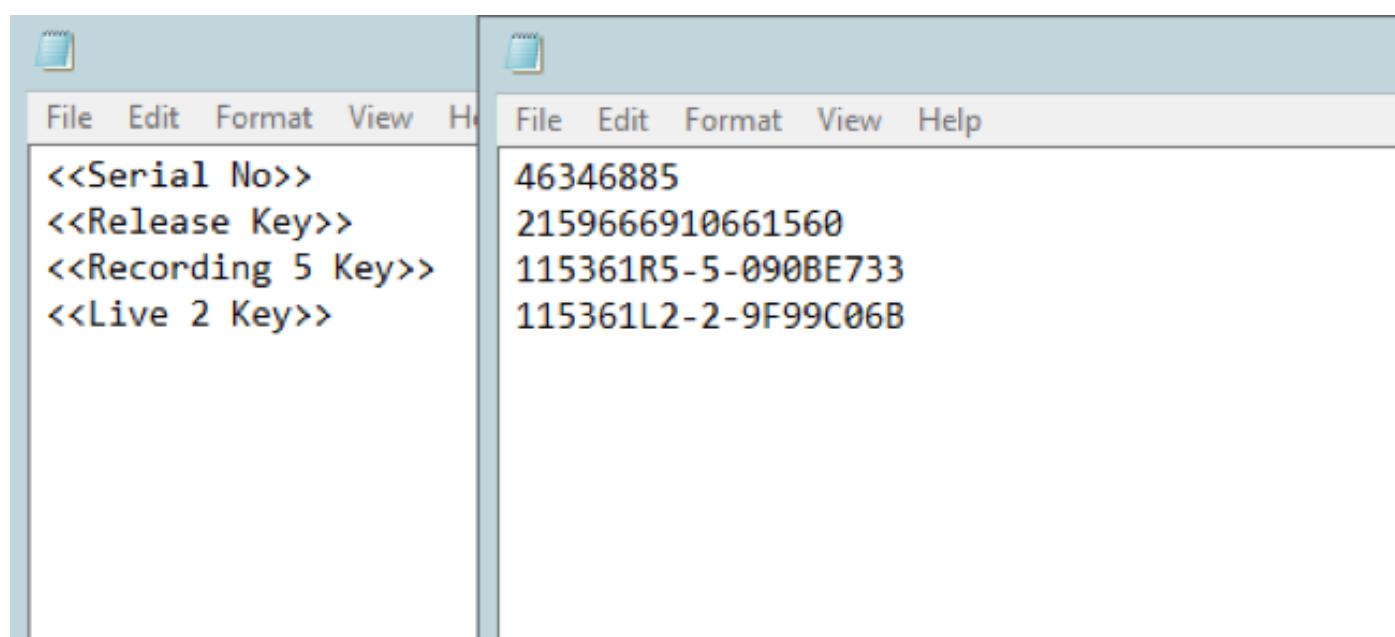 File Edit Format View He
<<Serial No>>
<<Release Key>>
<<Recording 5 Key>>
<<Live 2 Key>>
File Edit Format View Help
46346885
2159666910661560
115361R5-5-090BE733
115361L2-2-9F99C06B